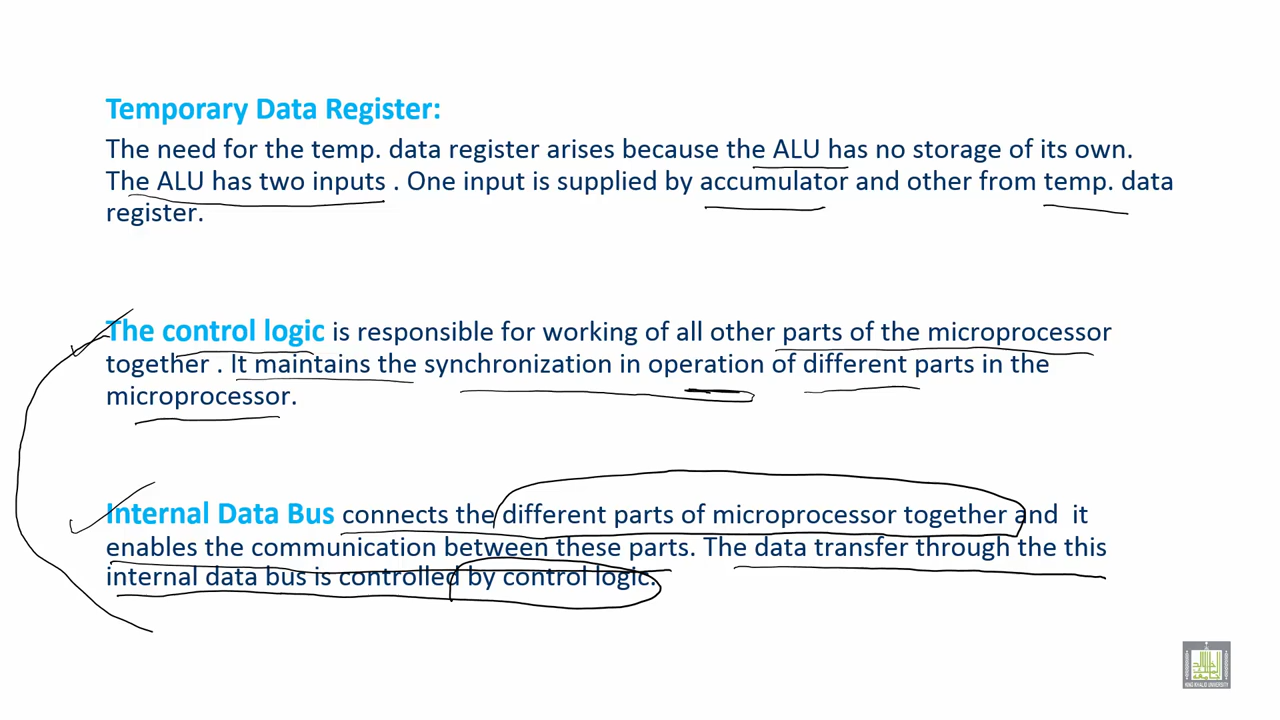 Temporary Data Register:
The need for the temp. data register arises because the ALU has no storage of its own.
The ALU has two inputs . One input is supplied by accumulator and other from temp. data
register.
The control logic is responsible for working of all other parts of the microprocessor
together . It maintains the synchronization in operation of different parts in the
microprocessor.
Internal Data Bus connects the different parts of microprocessor together and it
enables the communication between these parts. The data transfer through the this
internal data bus is controlled by control logic.
KING KHALID UNIVERSITY